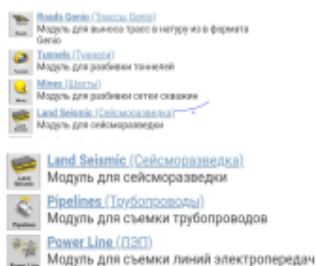 Roads Genio (Трассы Genio)
Модуль для выноса трасс в натуру из в формата
Genio
Tunnels (Туннели)
Модуль для разбивки тоннелей
Mines (Шахты)
Модуль для разбивки сетки скважин
Land Seismic (Сейсморазведка)
Модуль для сейсморазведки
Land Seismic (Сейсморазведка)
Модуль для сейсморазведки
Pipelines (Трубопроводы)
Модуль для съемки трубопроводов
Power Line (ЛЭП)
Модуль для съемки линий электропередач